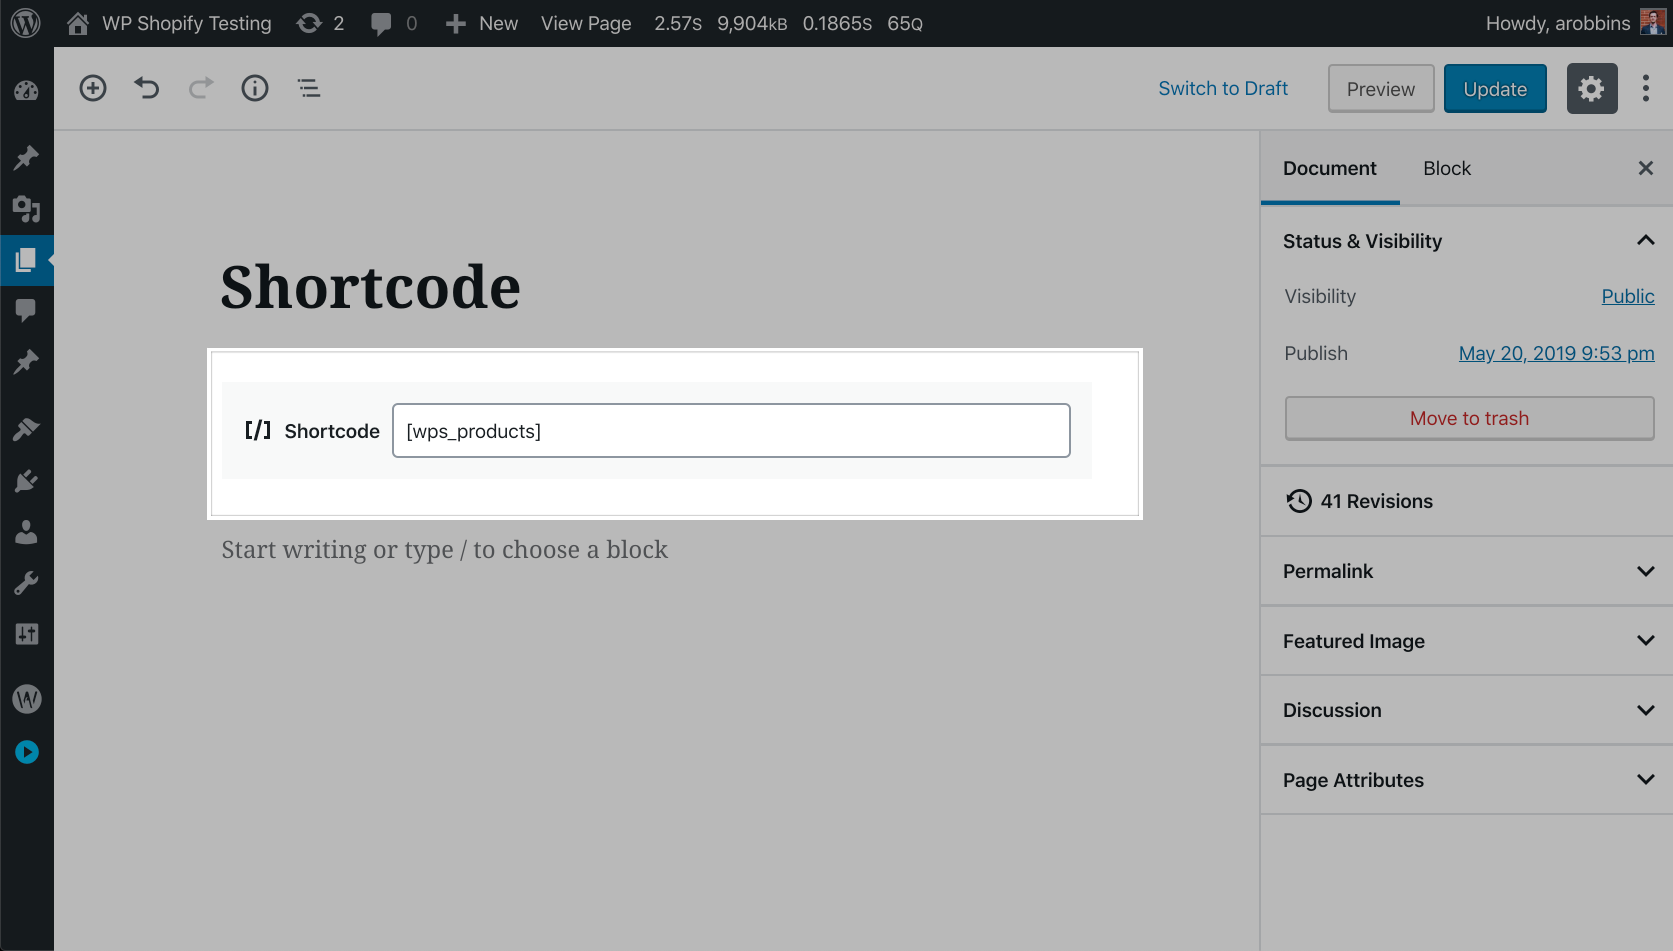 WP Shopify Testing 2 0 New View Page 2.57S 9,904KB 0.1865S 65Q Howdy, arobbins
Switch to Draft Preview Update
Document Block
Status & Visibility
Visibility Public
Publish May 20, 2019 9:53 pm
Move to trash
41 Revisions
Permalink
Featured Image
Discussion
Page Attributes
Shortcode
[/] Shortcode [wps_products]
Start writing or type / to choose a block